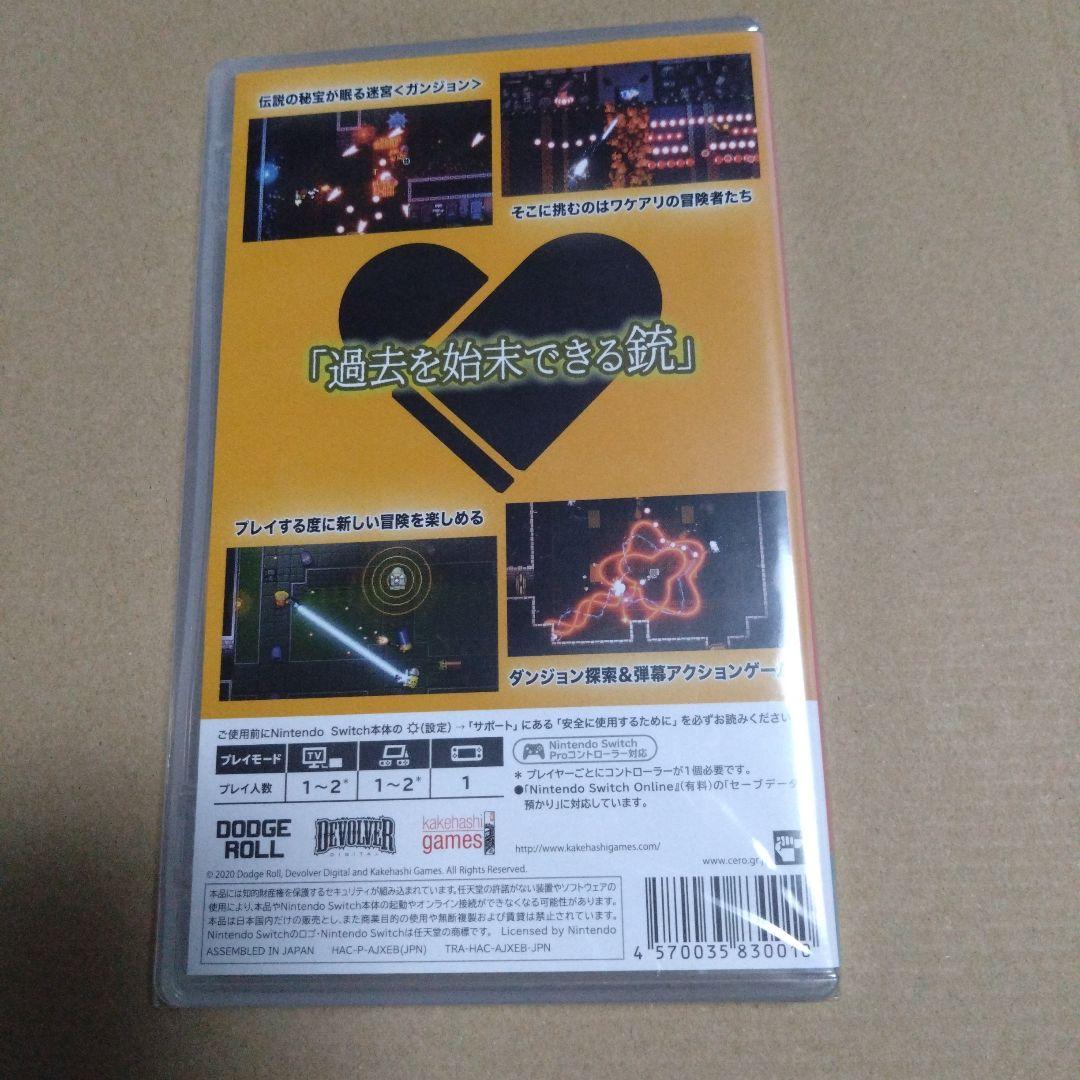 伝説の秘宝が眠る迷宮<ガンジョン>
そこに挑むのはワケアリの冒険者たち
「過去を始末できる銃」
プレイする度に新しい冒険を楽しめる
ダンジョン探索&弾幕アクションゲーム
ご使用前にNintendo Switch本体の (設定) → 「サポート」にある 「安全に使用するために」 を必ずお読みください
プレイモード TV
プレイ人数 1～2* 1～2* 1
Nintendo Switch
Proコントローラー対応
* プレイヤーごとにコントローラーが1個必要です。
●「Nintendo Switch Online」(有料)の「セーブデータ
預かり」に対応しています。
DODGE
ROLL
DEVOLVER
DIGITAL
kakehashi
games
http://www.kakehashigames.com/
www.cero.gr.j
© 2020 Dodge Roll, Devolver Digital and Kakehashi Games. All Rights Reserved.
本品には知的財産権を保護するセキュリティが組み込まれています。任天堂の許諾がない装置やソフトウェアの
使用により、本品やNintendo Switch本体の起動やオンライン接続ができなくなる可能性があります。
本品は日本国内だけの販売とし、また商業目的の使用や無断複製および賃貸は禁止されています。
Nintendo Switchのロゴ・Nintendo Switchは任天堂の商標です。 Licensed by Nintendo
ASSEMBLED IN JAPAN HAC-P-AJXEB(JPN) TRA-HAC-AJXEB-JPN
4 570035 830010